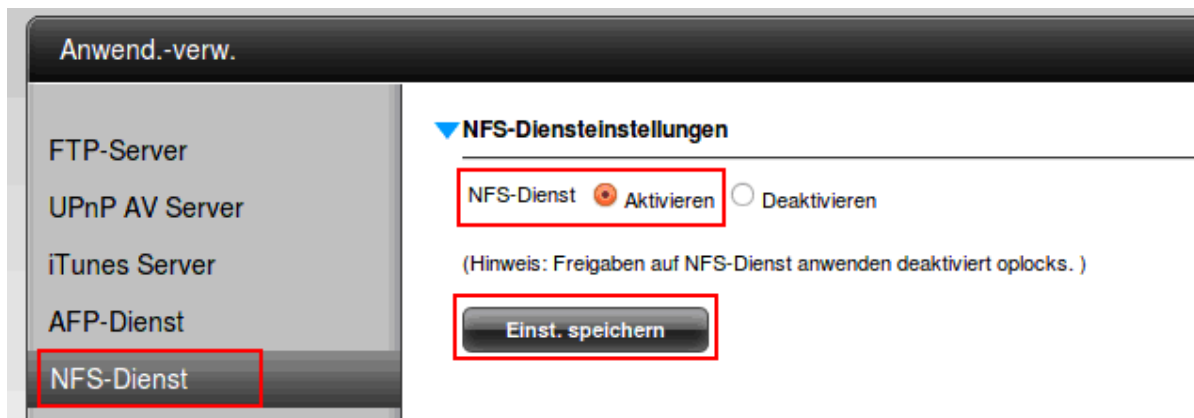 Anwend.-verw.
FTP-Server
UPnP AV Server
iTunes Server
AFP-Dienst
NFS-Dienst
NFS-Diensteinstellungen
NFS-Dienst Aktivieren Deaktivieren
(Hinweis: Freigaben auf NFS-Dienst anwenden deaktiviert oplocks. )
Einst. speichern